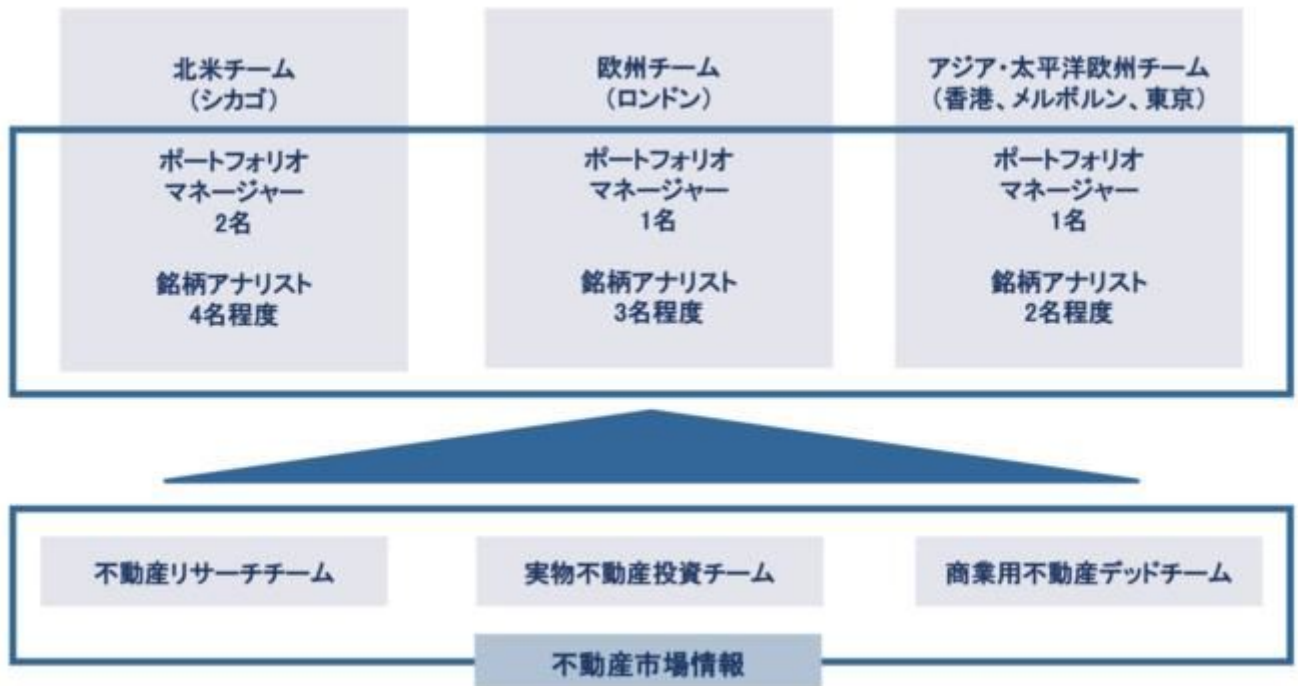 北米チーム
(シカゴ)
ポートフォリオ
マネージャー
2名
銘柄アナリスト
4名程度
欧州チーム
(ロンドン)
ポートフォリオ
マネージャー
1名
銘柄アナリスト
3名程度
アジア・太平洋欧州チーム
(香港、メルボルン、東京)
ポートフォリオ
マネージャー
1名
銘柄アナリスト
2名程度
不動産リサーチチーム
実物不動産投資チーム
商業用不動産デッドチーム
不動産市場情報